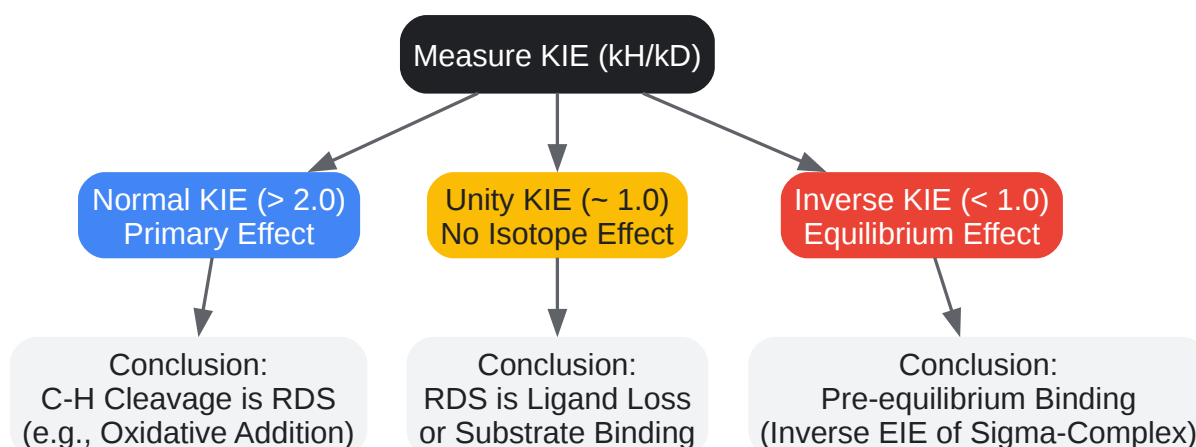 Measure KIE (kH/kD)
Normal KIE (> 2.0)
Primary Effect
Unity KIE (~ 1.0)
No Isotope Effect
Inverse KIE (< 1.0)
Equilibrium Effect
Conclusion:
C-H Cleavage is RDS
(e.g., Oxidative Addition)
Conclusion:
RDS is Ligand Loss
or Substrate Binding
Conclusion:
Pre-equilibrium Binding
(Inverse EIE of Sigma-Complex)